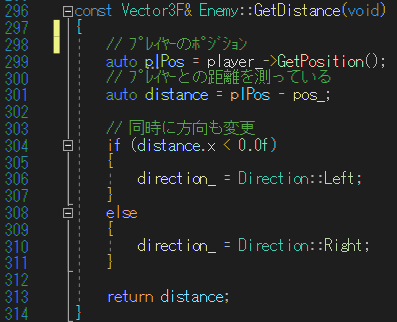 296 const Vector3F& Enemy::GetDistance(void)
297 {
298 // ﾌﾟﾚｲﾔｰのﾎﾟｼﾞｼｮﾝ
299 auto plPos = player_->GetPosition();
300 // ﾌﾟﾚｲﾔｰとの距離を測っている
301 auto distance = plPos - pos_;
302
303 // 同時に方向も変更
304 if (distance.x < 0.0f)
305 {
306 direction_ = Direction::Left;
307 }
308 else
309 {
310 direction_ = Direction::Right;
311 }
312
313 return distance;
314 }